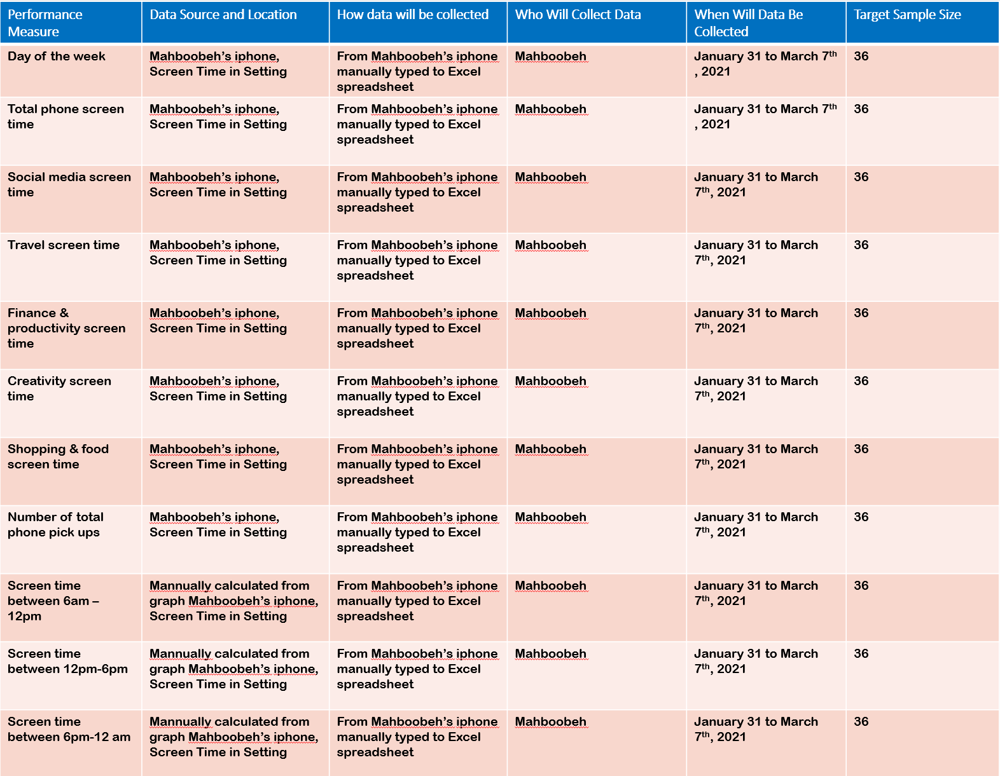 Performance Measure Data Source and Location How data will be collected Who Will Collect Data When Will Data Be Collected Target Sample Size
Day of the week Mahboobeh’s iphone, Screen Time in Setting From Mahboobeh’s iphone manually typed to Excel spreadsheet Mahboobeh January 31 to March 7th , 2021 36
Total phone screen time Mahboobeh’s iphone, Screen Time in Setting From Mahboobeh’s iphone manually typed to Excel spreadsheet Mahboobeh January 31 to March 7th , 2021 36
Social media screen time Mahboobeh’s iphone, Screen Time in Setting From Mahboobeh’s iphone manually typed to Excel spreadsheet Mahboobeh January 31 to March 7th, 2021 36
Travel screen time Mahboobeh’s iphone, Screen Time in Setting From Mahboobeh’s iphone manually typed to Excel spreadsheet Mahboobeh January 31 to March 7th, 2021 36
Finance & productivity screen time Mahboobeh’s iphone, Screen Time in Setting From Mahboobeh’s iphone manually typed to Excel spreadsheet Mahboobeh January 31 to March 7th, 2021 36
Creativity screen time Mahboobeh’s iphone, Screen Time in Setting From Mahboobeh’s iphone manually typed to Excel spreadsheet Mahboobeh January 31 to March 7th, 2021 36
Shopping & food screen time Mahboobeh’s iphone, Screen Time in Setting From Mahboobeh’s iphone manually typed to Excel spreadsheet Mahboobeh January 31 to March 7th, 2021 36
Number of total phone pick ups Mahboobeh’s iphone, Screen Time in Setting From Mahboobeh’s iphone manually typed to Excel spreadsheet Mahboobeh January 31 to March 7th, 2021 36
Screen time between 6am – 12pm Mannually calculated from graph Mahboobeh’s iphone, Screen Time in Setting From Mahboobeh’s iphone manually typed to Excel spreadsheet Mahboobeh January 31 to March 7th, 2021 36
Screen time between 12pm-6pm Mannually calculated from graph Mahboobeh’s iphone, Screen Time in Setting From Mahboobeh’s iphone manually typed to Excel spreadsheet Mahboobeh January 31 to March 7th, 2021 36
Screen time between 6pm-12 am Mannually calculated from graph Mahboobeh’s iphone, Screen Time in Setting From Mahboobeh’s iphone manually typed to Excel spreadsheet Mahboobeh January 31 to March 7th, 2021 36